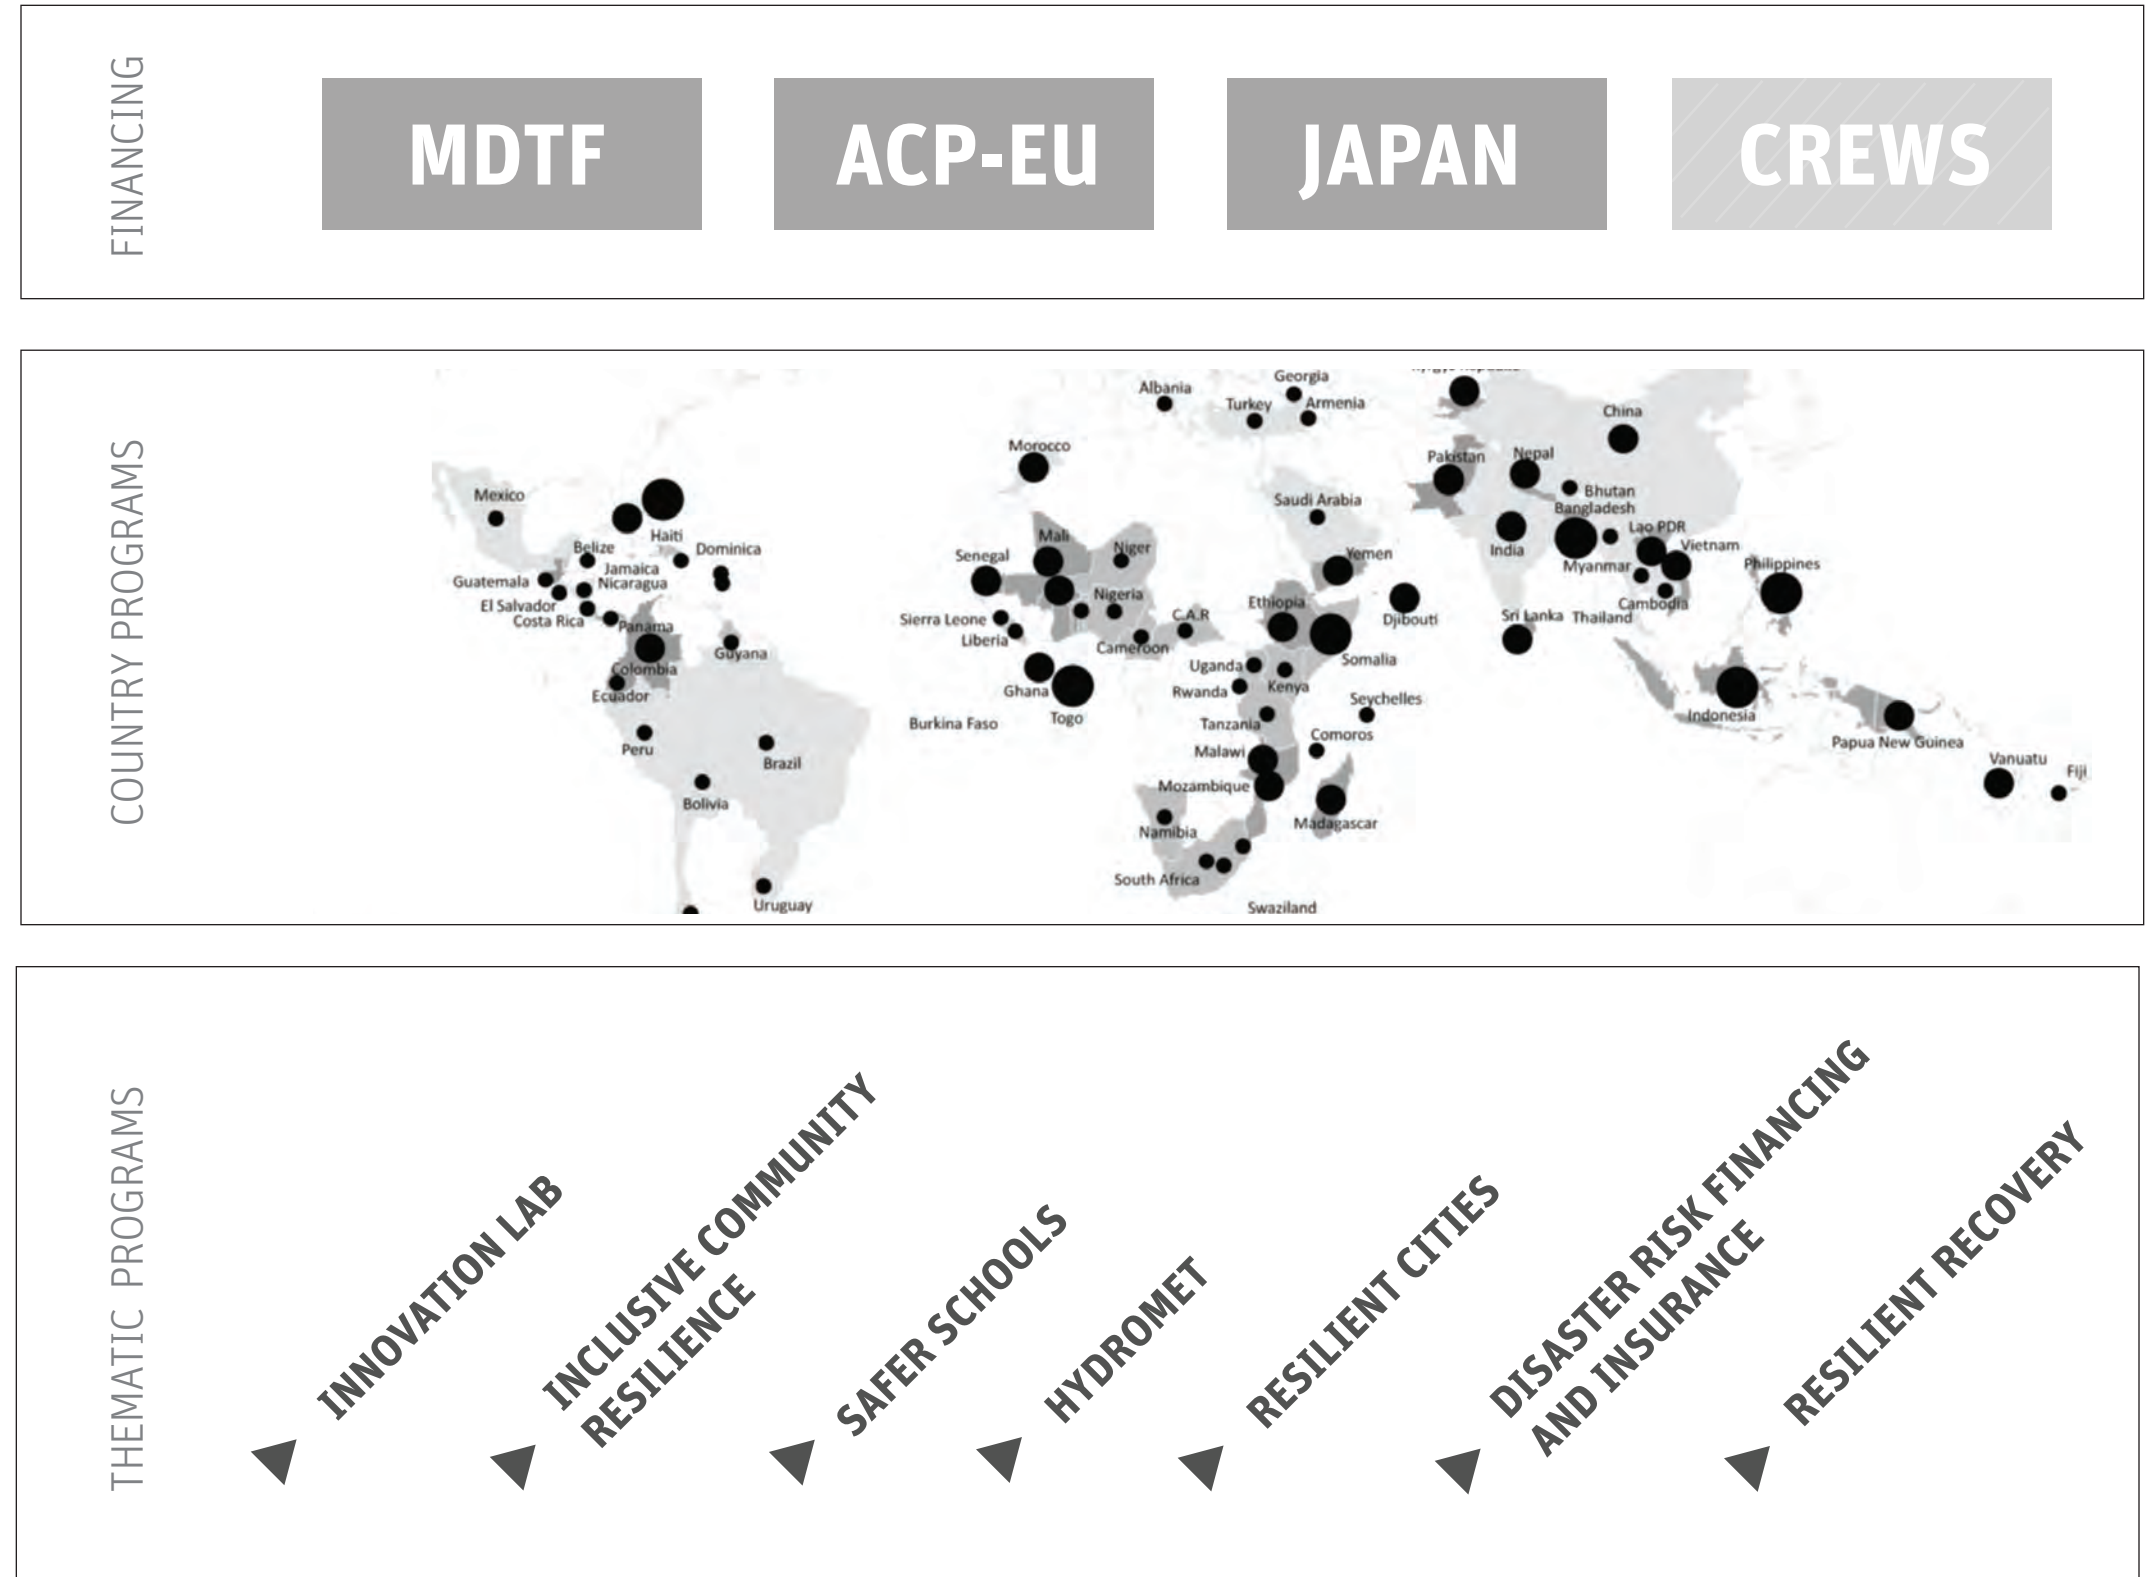 FINANCING
MDTF
ACP-EU
JAPAN
CREWS
COUNTRY PROGRAMS
Albania
Georgia
Turkey
Armenia
China
Morocco
Pakistan
Nepal
Mexico
Saudi Arabia
Bhutan
Bangladesh
Haiti
Mali
Lao PDR
Belize
Dominica
Senegal
Niger
Yemen
India
Vietnam
Jamaica
Myanmar
Philippines
Guatemala
Nicaragua
Nigeria
Ethiopia
Cambodia
El Salvador
Costa Rica
Sierra Leone
C.A.R
Djibouti
Sri Lanka
Thailand
Panama
Liberia
Cameroon
Guyana
Somalia
Colombia
Uganda
Ecuador
Ghana
Rwanda
Kenya
Seychelles
Burkina Faso
Togo
Tanzania
Indonesia
Comoros
Papua New Guinea
Peru
Malawi
Brazil
Vanuatu
Fiji
Mozambique
Bolivia
Namibia
Madagascar
South Africa
Uruguay
Swaziland
THEMATIC PROGRAMS
INNOVATION LAB
INCLUSIVE COMMUNITY
RESILIENCE
SAFER SCHOOLS
HYDROMET
RESILIENT CITIES
DISASTER RISK FINANCING
AND INSURANCE
RESILIENT RECOVERY